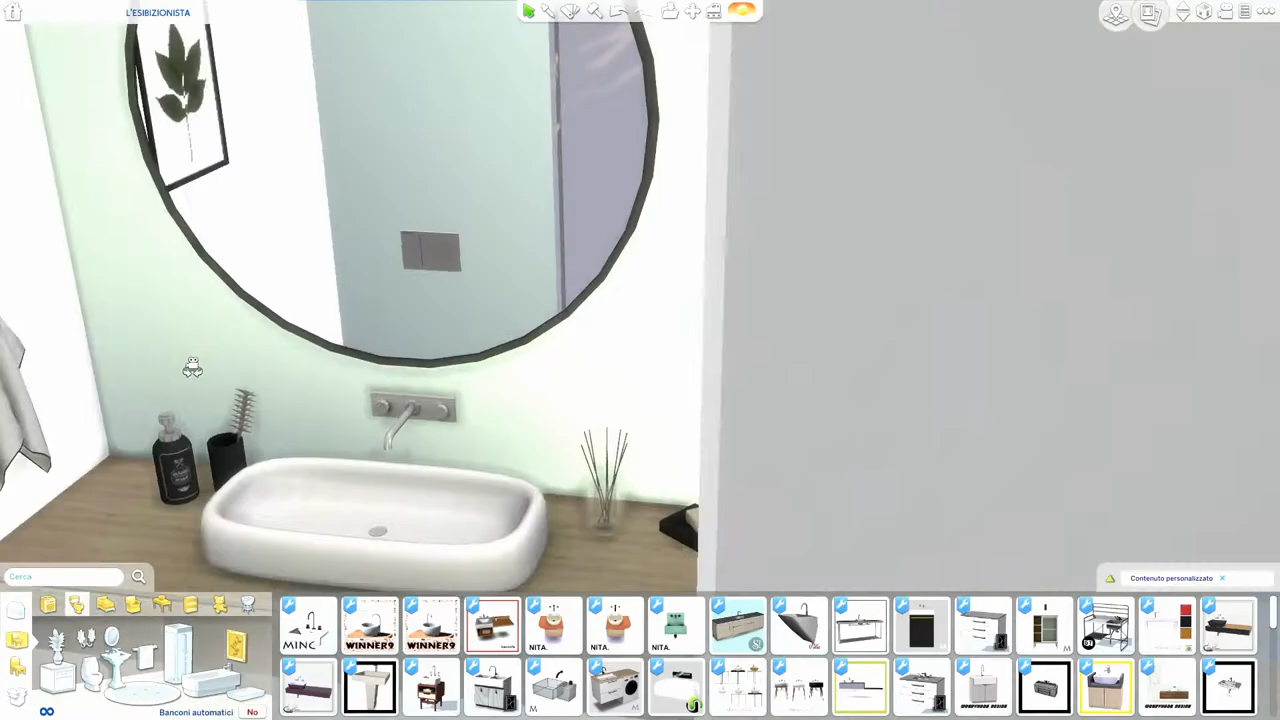 L'ESIBIZIONISTA
Cerca
Contenuto personalizzato
MINC
WINNER9
WINNER9
NITA.
NITA.
NITA.
M
M
M
Banconi automatici No